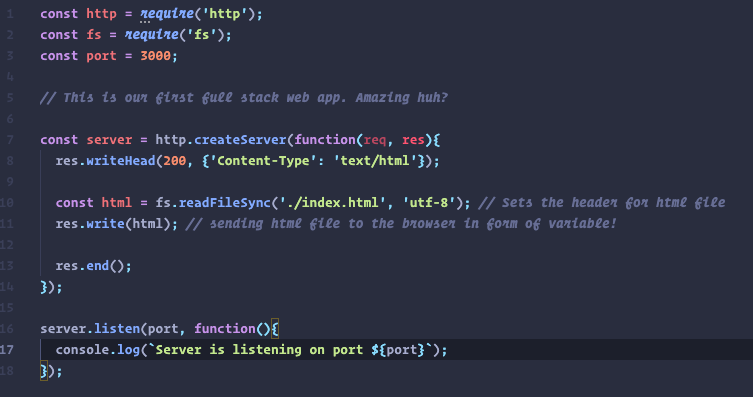 1 const http = require('http');
2 const fs = require('fs');
3 const port = 3000;
4
5 // This is our first full stack web app. Amazing huh?
6
7 const server = http.createServer(function(req, res){
8 res.writeHead(200, {'Content-Type': 'text/html'});
9
10 const html = fs.readFileSync('./index.html', 'utf-8'); // Sets the header for html file
11 res.write(html); // sending html file to the browser in form of variable!
12
13 res.end();
14 });
15
16 server.listen(port, function(){
17 console.log(`Server is listening on port ${port}`);
18 });